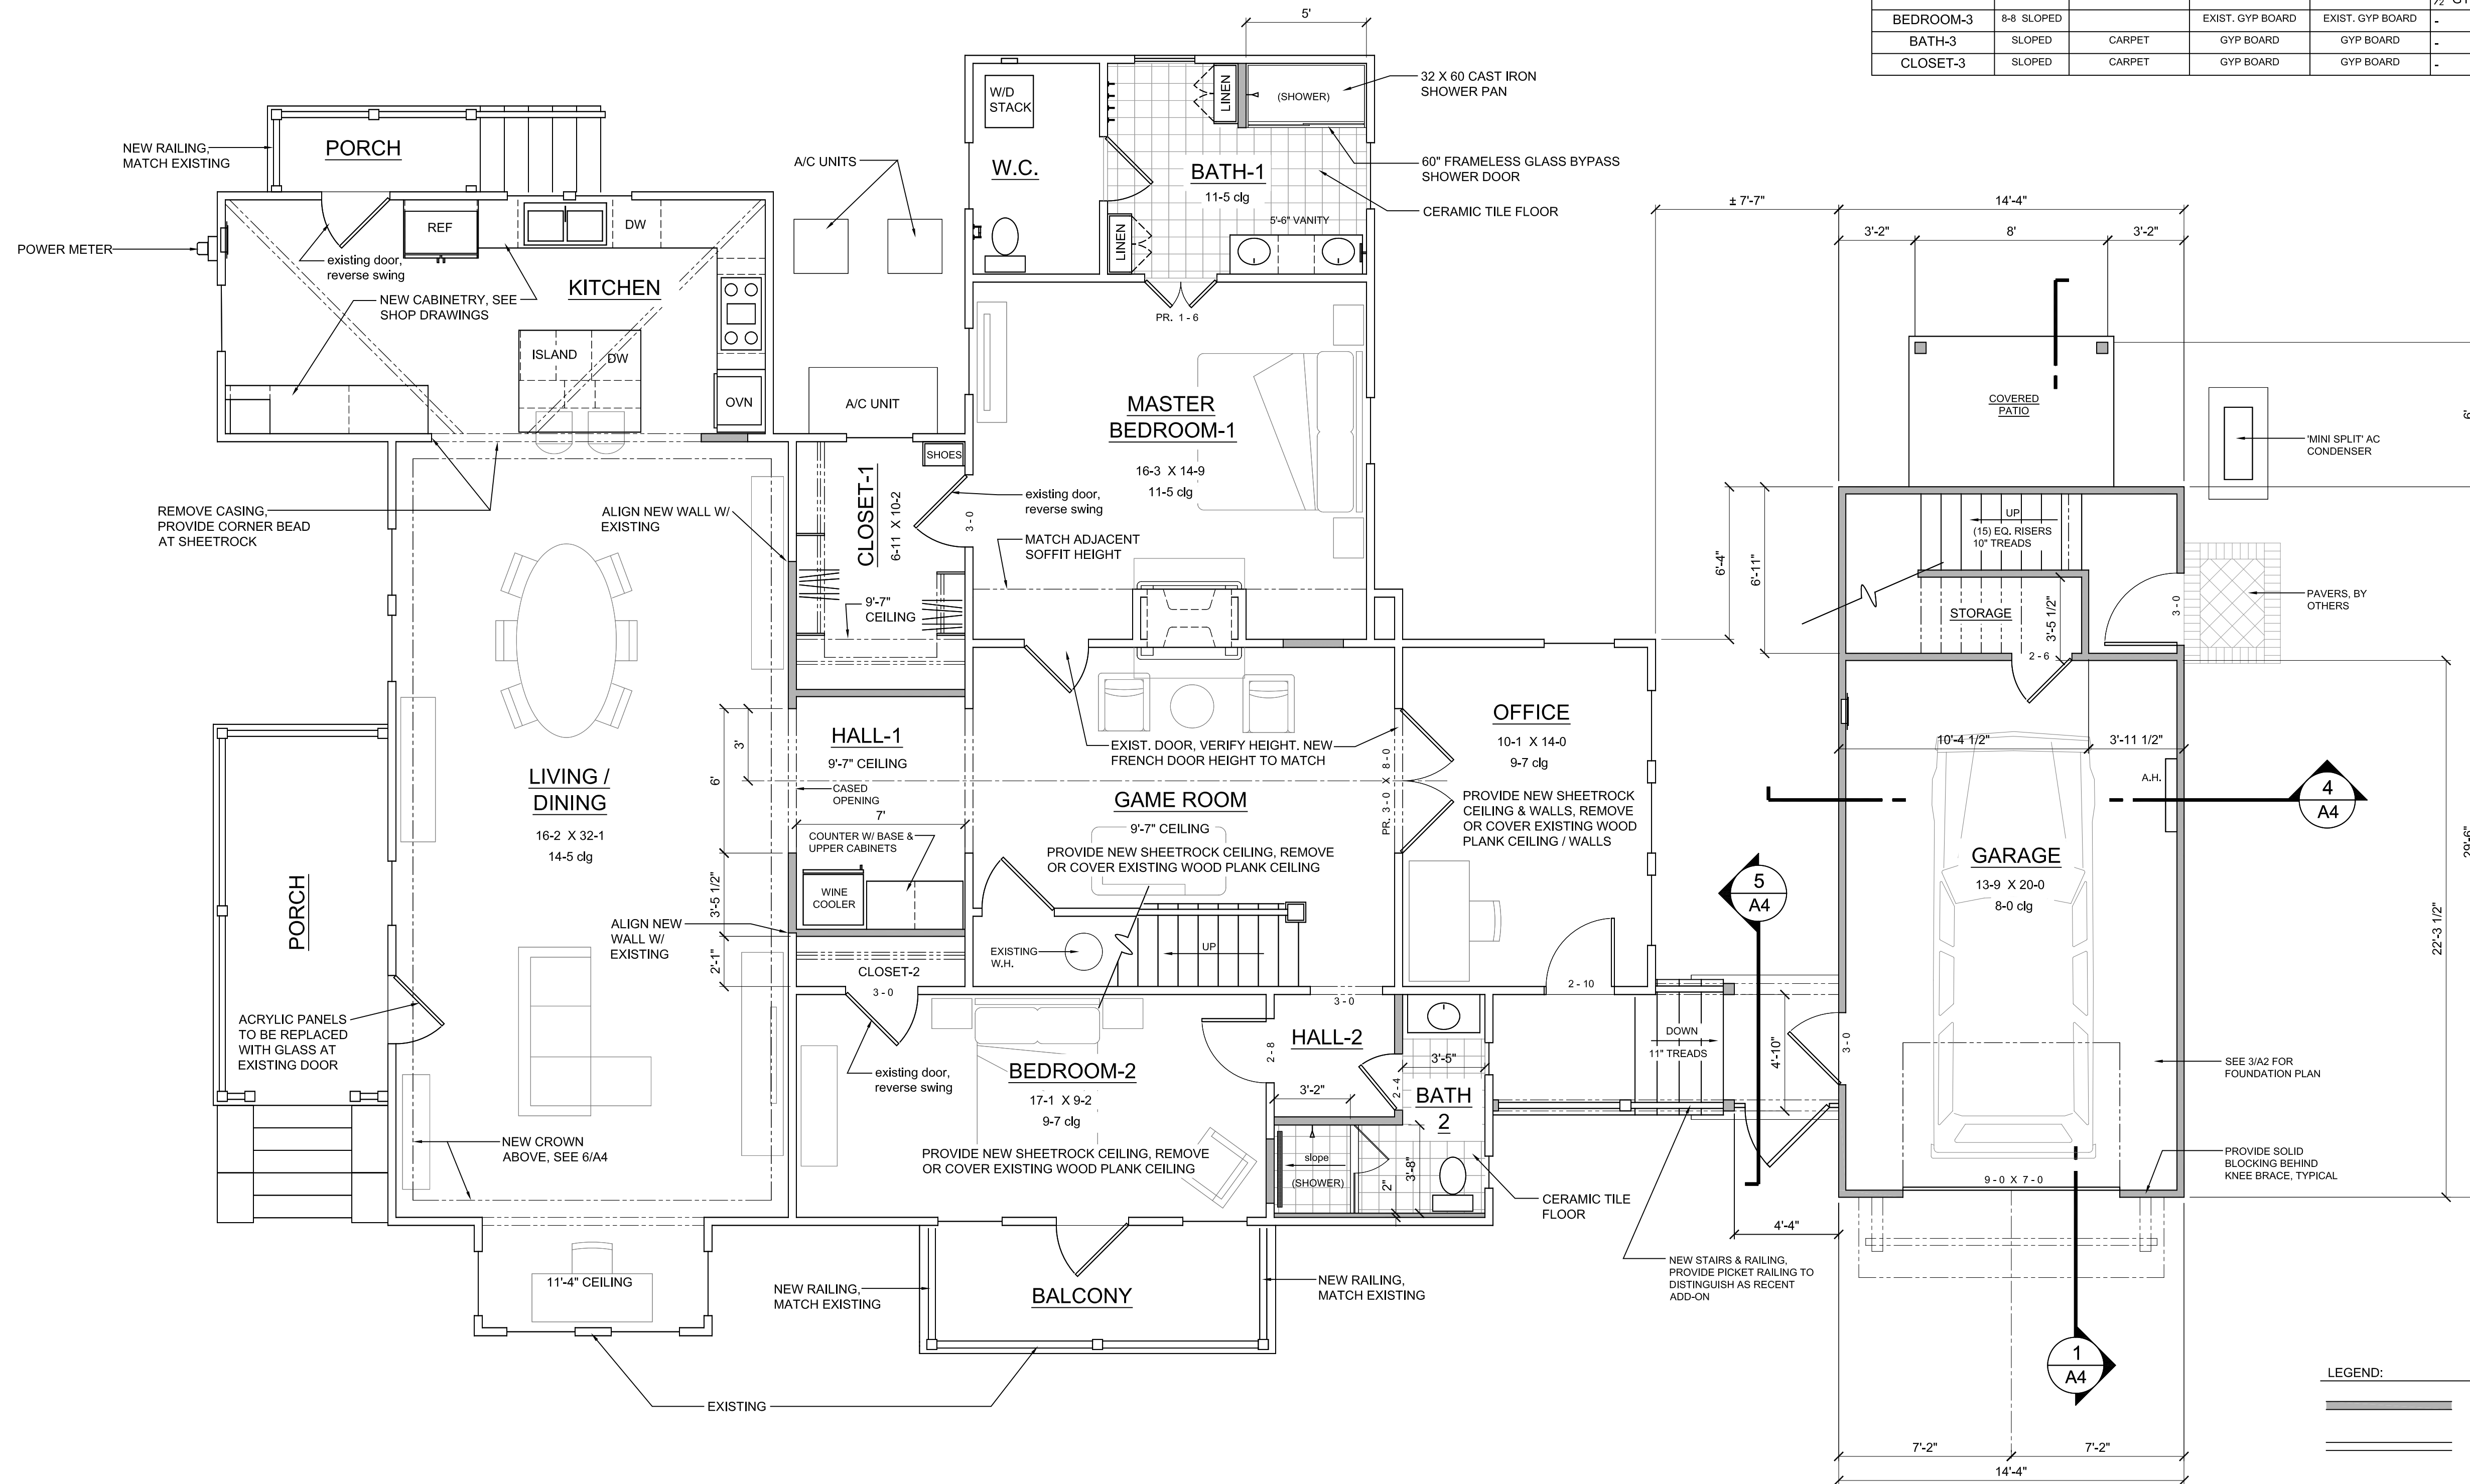 ½" GY
BEDROOM-3 8-8 SLOPED EXIST. GYP BOARD EXIST. GYP BOARD -
BATH-3 SLOPED CARPET GYP BOARD GYP BOARD -
CLOSET-3 SLOPED CARPET GYP BOARD GYP BOARD -
5'
32 X 60 CAST IRON
SHOWER PAN
W/D
STACK
LINEN
(SHOWER)
NEW RAILING,
MATCH EXISTING
PORCH
A/C UNITS
W.C.
BATH-1
11-5 clg
60" FRAMELESS GLASS BYPASS
SHOWER DOOR
CERAMIC TILE FLOOR
5'-6" VANITY
LINEN
PR. 1 - 6
POWER METER
REF
DW
existing door,
reverse swing
KITCHEN
NEW CABINETRY, SEE
SHOP DRAWINGS
ISLAND
DW
OVN
A/C UNIT
± 7'-7"
14'-4"
3'-2"
8'
3'-2"
COVERED
PATIO
6'
'MINI SPLIT' AC
CONDENSER
MASTER
BEDROOM-1
16-3 X 14-9
11-5 clg
SHOES
CLOSET-1
6-11 X 10-2
3 - 0
existing door,
reverse swing
MATCH ADJACENT
SOFFIT HEIGHT
9'-7"
CEILING
REMOVE CASING,
PROVIDE CORNER BEAD
AT SHEETROCK
ALIGN NEW WALL W/
EXISTING
6'-4"
6'-11"
UP
(15) EQ. RISERS
10" TREADS
STORAGE
3'-5 1/2"
2 - 6
3 - 0
PAVERS, BY
OTHERS
HALL-1
9'-7" CEILING
CASED
OPENING
7'
3'
6'
3'-5 1/2"
2'-1"
COUNTER W/ BASE &
UPPER CABINETS
WINE
COOLER
EXIST. DOOR, VERIFY HEIGHT. NEW
FRENCH DOOR HEIGHT TO MATCH
GAME ROOM
9'-7" CEILING
PROVIDE NEW SHEETROCK CEILING, REMOVE
OR COVER EXISTING WOOD PLANK CEILING
PR. 3 - 0 X 8 - 0
OFFICE
10-1 X 14-0
9-7 clg
PROVIDE NEW SHEETROCK
CEILING & WALLS, REMOVE
OR COVER EXISTING WOOD
PLANK CEILING / WALLS
LIVING /
DINING
16-2 X 32-1
14-5 clg
PORCH
ALIGN NEW
WALL W/
EXISTING
EXISTING
W.H.
UP
CLOSET-2
3 - 0
ACRYLIC PANELS
TO BE REPLACED
WITH GLASS AT
EXISTING DOOR
existing door,
reverse swing
NEW CROWN
ABOVE, SEE 6/A4
BEDROOM-2
17-1 X 9-2
9-7 clg
PROVIDE NEW SHEETROCK CEILING, REMOVE
OR COVER EXISTING WOOD PLANK CEILING
2 - 8
HALL-2
3 - 0
3'-2"
2 - 4
3'-5"
BATH
2
slope
(SHOWER)
2"
3'-8"
CERAMIC TILE
FLOOR
2 - 10
DOWN
11" TREADS
4'-10"
3 - 0
4'-4"
NEW STAIRS & RAILING,
PROVIDE PICKET RAILING TO
DISTINGUISH AS RECENT
ADD-ON
10'-4 1/2"
3'-11 1/2"
A.H.
4
A4
5
A4
GARAGE
13-9 X 20-0
8-0 clg
29'-6"
22'-3 1/2"
SEE 3/A2 FOR
FOUNDATION PLAN
PROVIDE SOLID
BLOCKING BEHIND
KNEE BRACE, TYPICAL
9 - 0 X 7 - 0
1
A4
11'-4" CEILING
NEW RAILING,
MATCH EXISTING
BALCONY
NEW RAILING,
MATCH EXISTING
EXISTING
LEGEND:
7'-2"
7'-2"
14'-4"